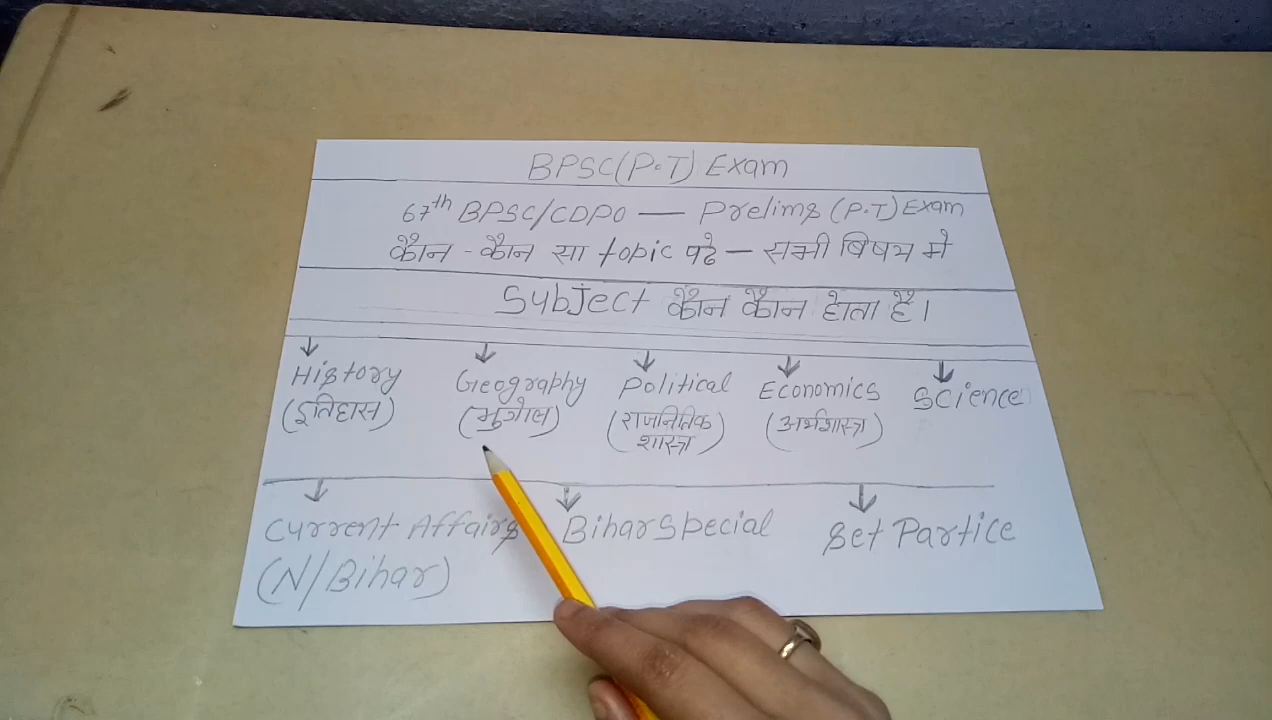 BPSC(P.T) Exam
67th BPSC/CDPO — Prelims (P.T) Exam
कौन - कौन सा topic पढे — सभी बिषय मे
Subject कौन कौन होता है।
History Geography Political Economics Science
(इतिहास) (भुगोल) (राजनितिक शास्त्र) (अर्थशास्त्र)
Current Affairs Bihar Special Set Partice
(N/Bihar)